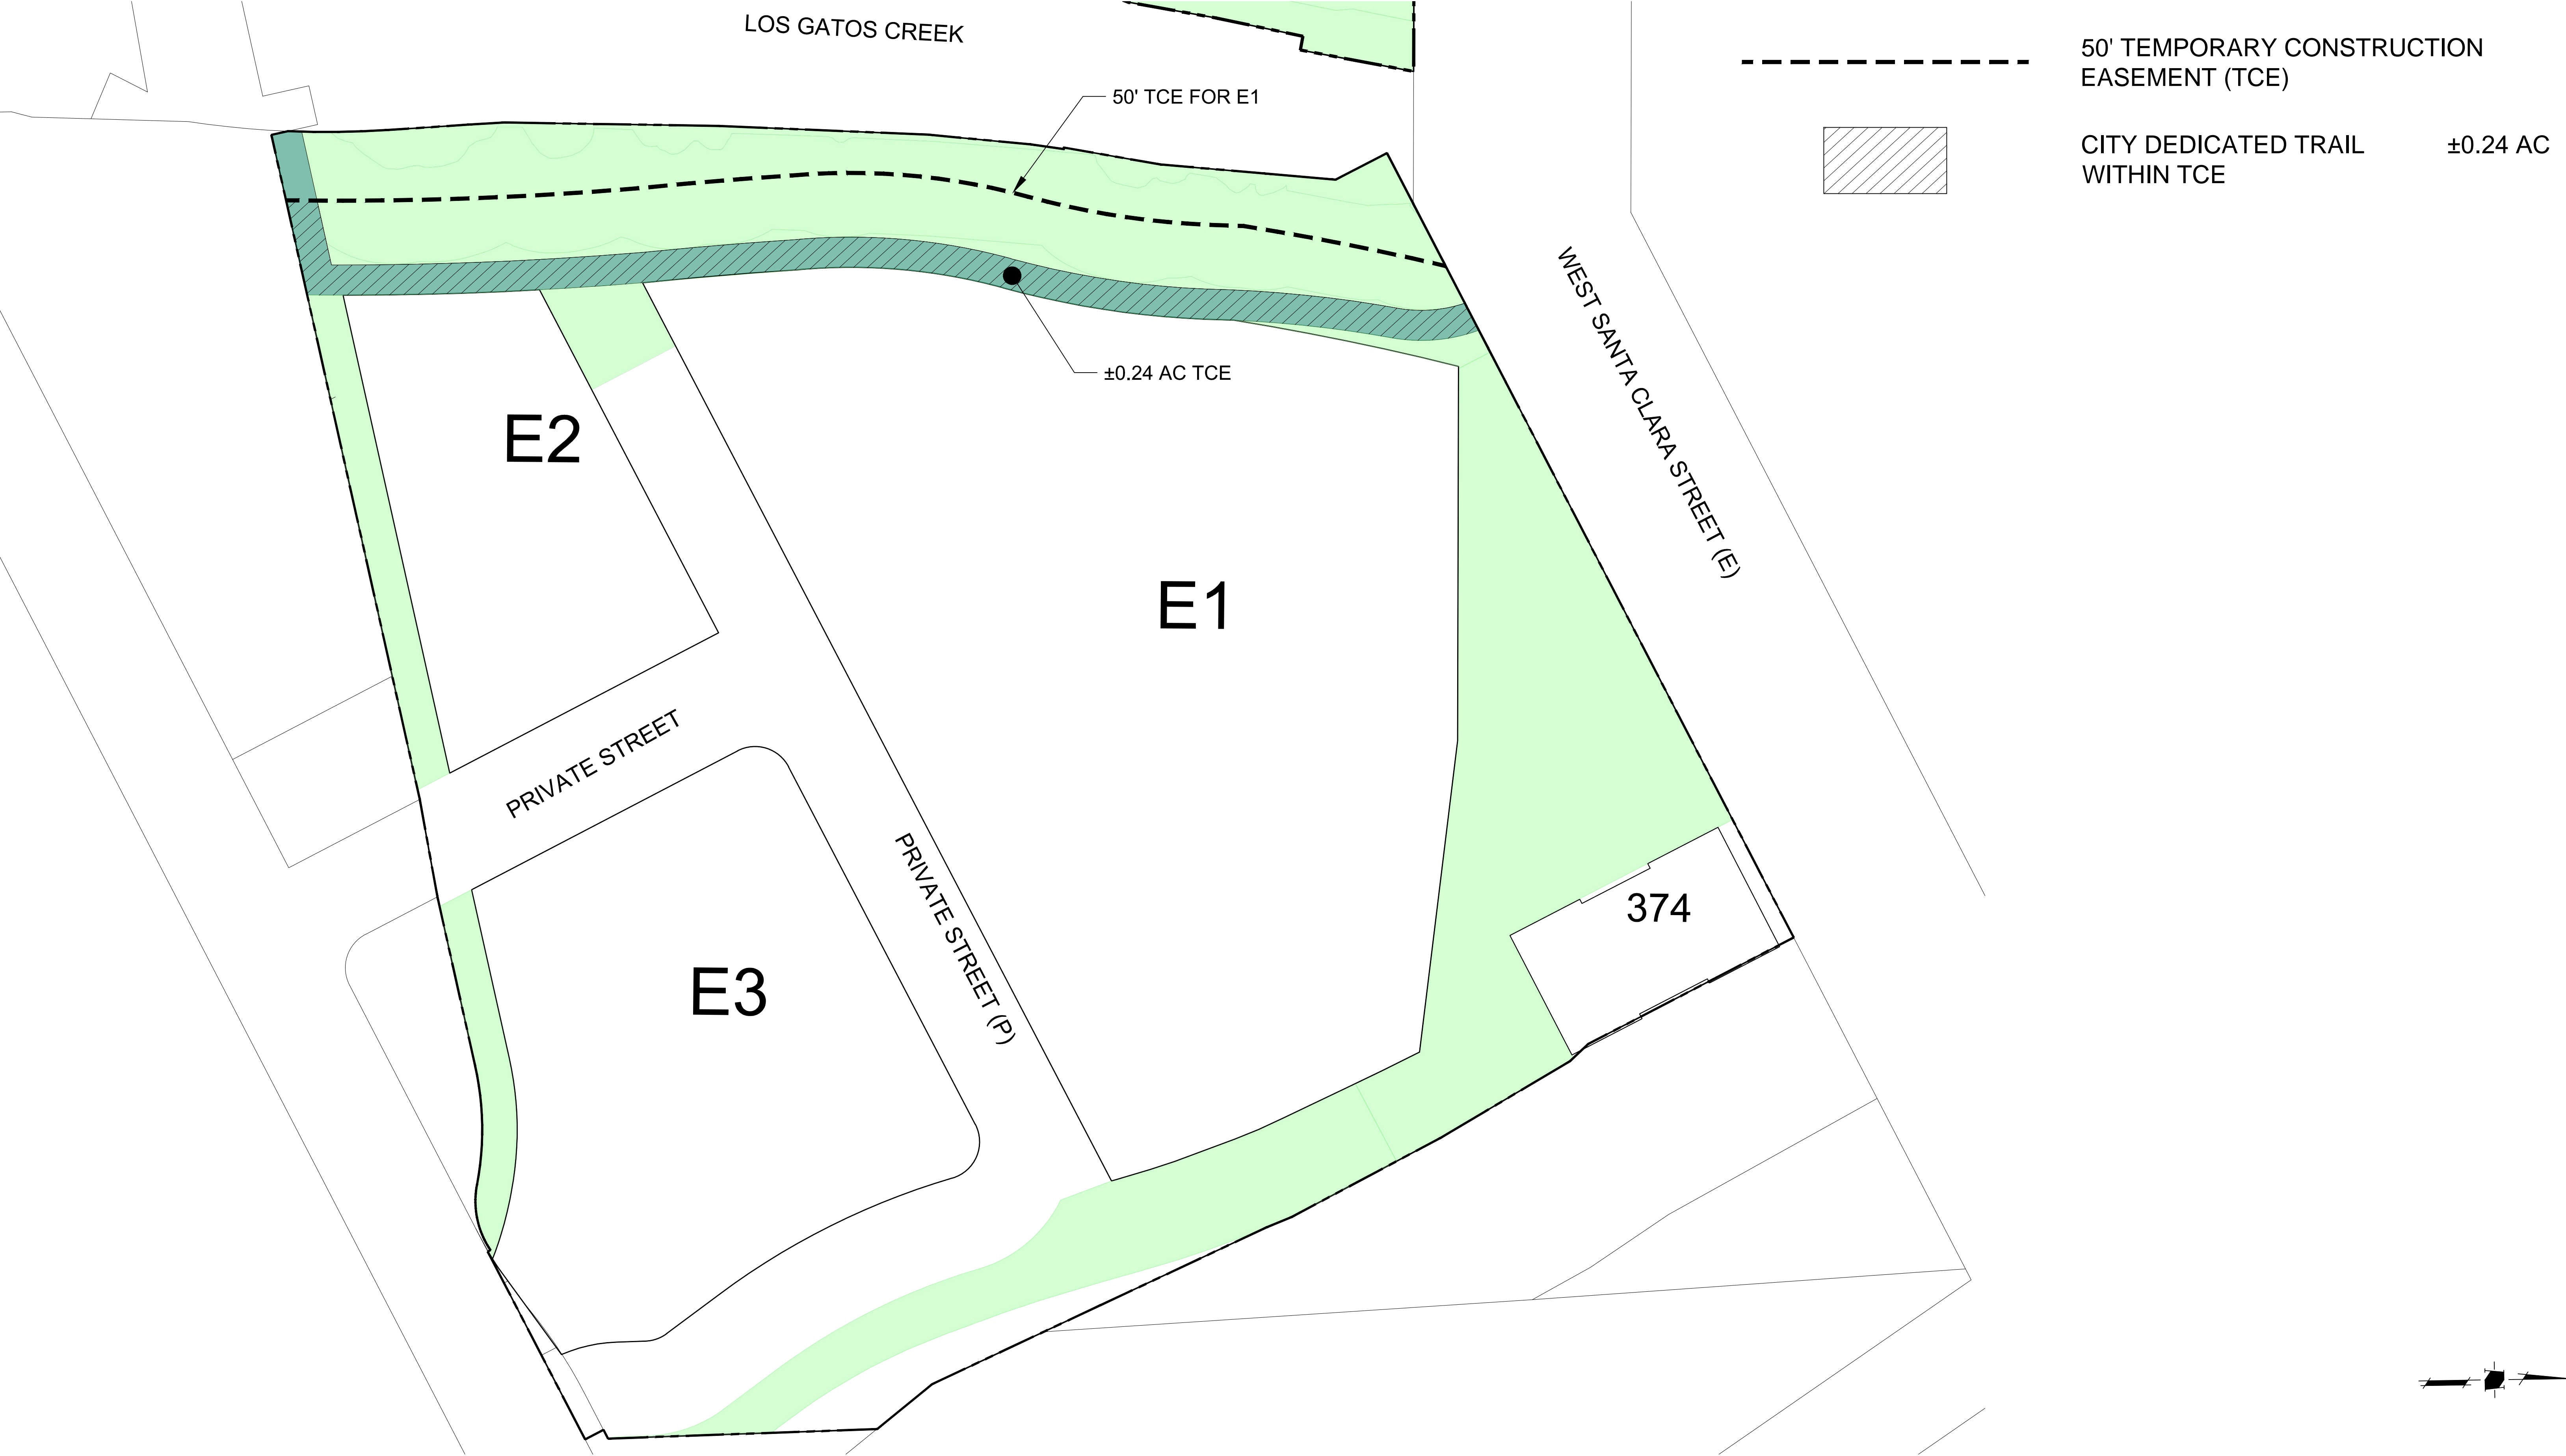 LOS GATOS CREEK
50' TEMPORARY CONSTRUCTION
EASEMENT (TCE)
50' TCE FOR E1
CITY DEDICATED TRAIL ±0.24 AC
WITHIN TCE
WEST SANTA CLARA STREET (E)
±0.24 AC TCE
E2
E1
PRIVATE STREET
PRIVATE STREET (P)
374
E3